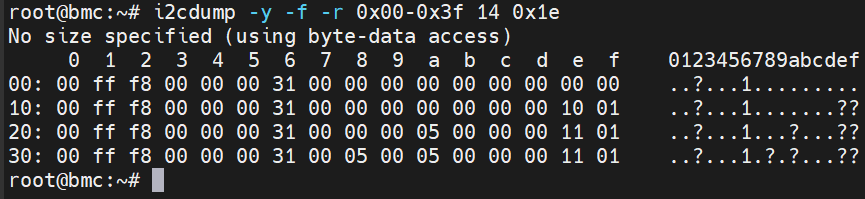 root@bmc:~# i2cdump -y -f -r 0x00-0x3f 14 0x1e
No size specified (using byte-data access)
     0  1  2  3  4  5  6  7  8  9  a  b  c  d  e  f    0123456789abcdef
00: 00 ff f8 00 00 00 31 00 00 00 00 00 00 00 00 00    ..?...1.........
10: 00 ff f8 00 00 00 31 00 00 00 00 00 00 00 10 01    ..?...1.......??
20: 00 ff f8 00 00 00 31 00 00 00 05 00 00 00 11 01    ..?...1...?...??
30: 00 ff f8 00 00 00 31 00 05 00 05 00 00 00 11 01    ..?...1.?.?...??
root@bmc:~#